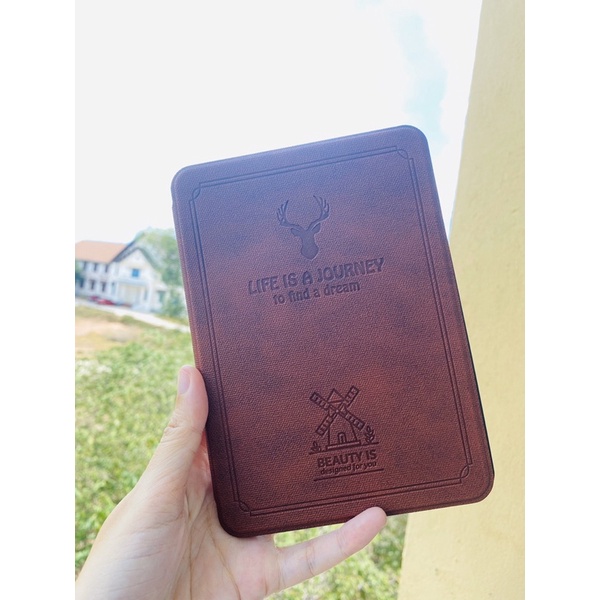 LIFE IS A JOURNEY
to find a dream
BEAUTY IS
designed for you